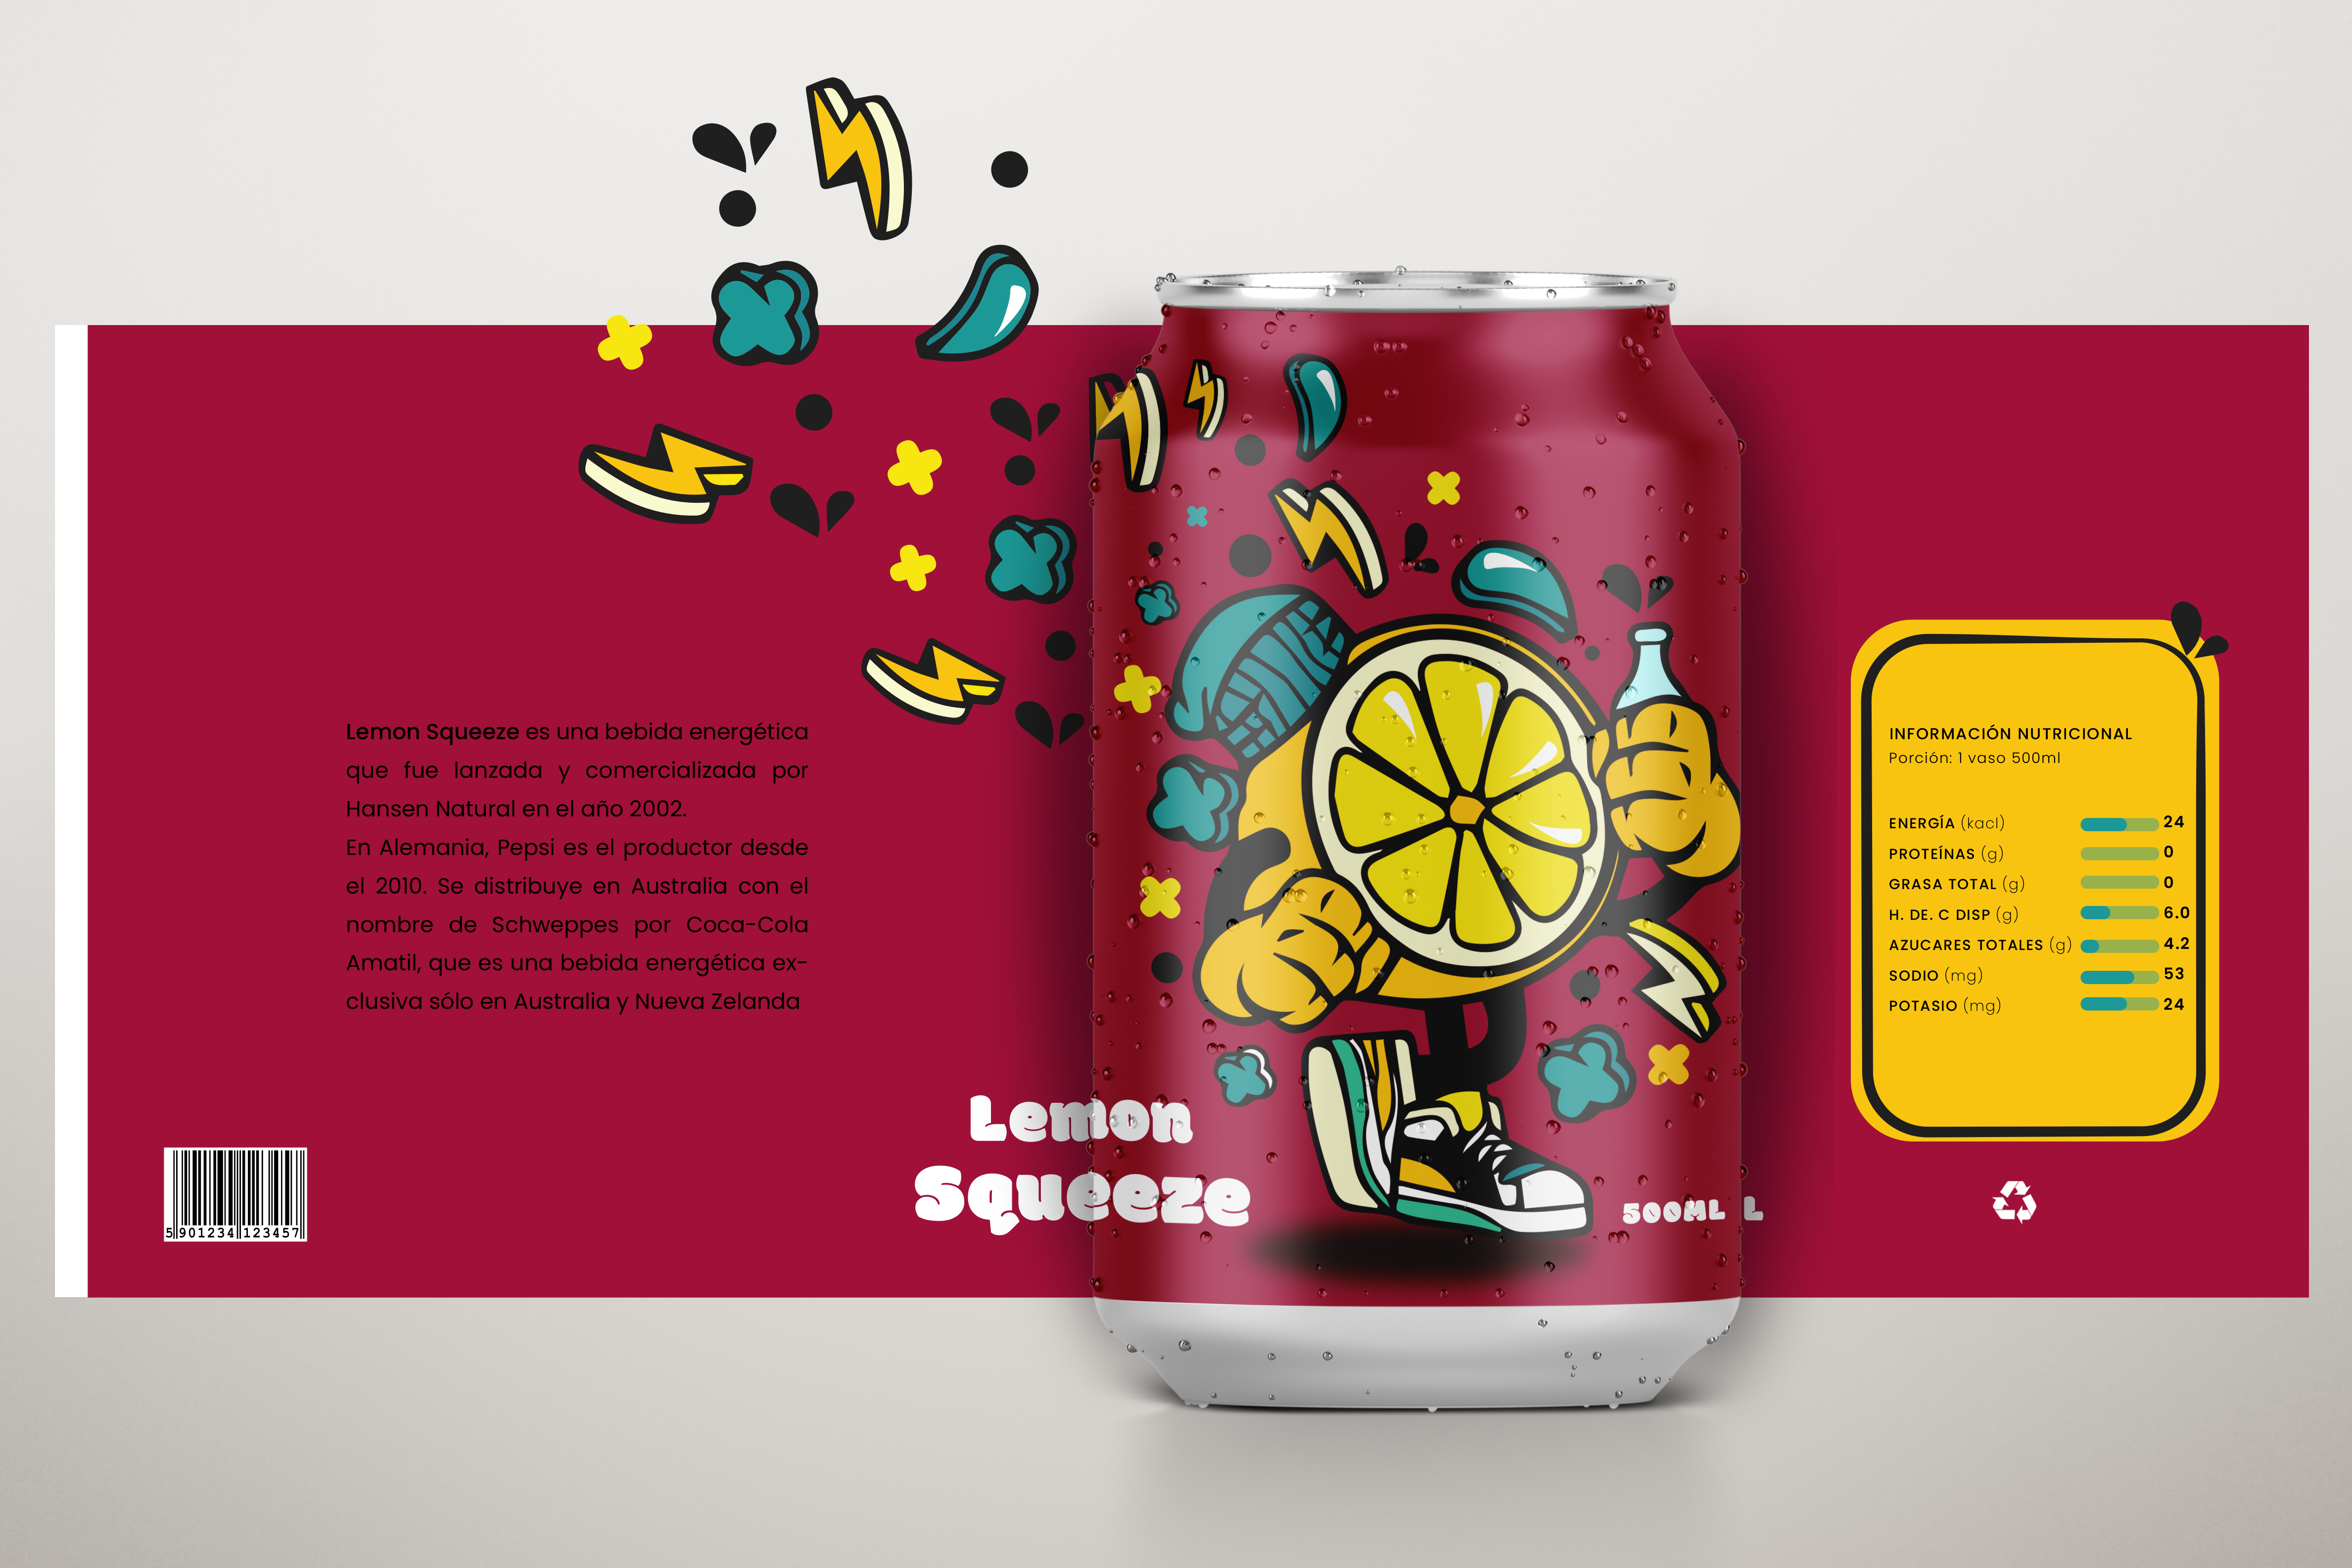 Lemon Squeeze es una bebida energética
que fue lanzada y comercializada por
Hansen Natural en el año 2002.
En Alemania, Pepsi es el productor desde
el 2010. Se distribuye en Australia con el
nombre de Schweppes por Coca-Cola
Amatil, que es una bebida energética ex-
clusiva sólo en Australia y Nueva Zelanda
5 901234 123457
Lemon
Squeeze
500ML L
INFORMACIÓN NUTRICIONAL
Porción: 1 vaso 500ml
ENERGÍA (kacl) 24
PROTEÍNAS (g) 0
GRASA TOTAL (g) 0
H. DE. C DISP (g) 6.0
AZUCARES TOTALES (g) 4.2
SODIO (mg) 53
POTASIO (mg) 24